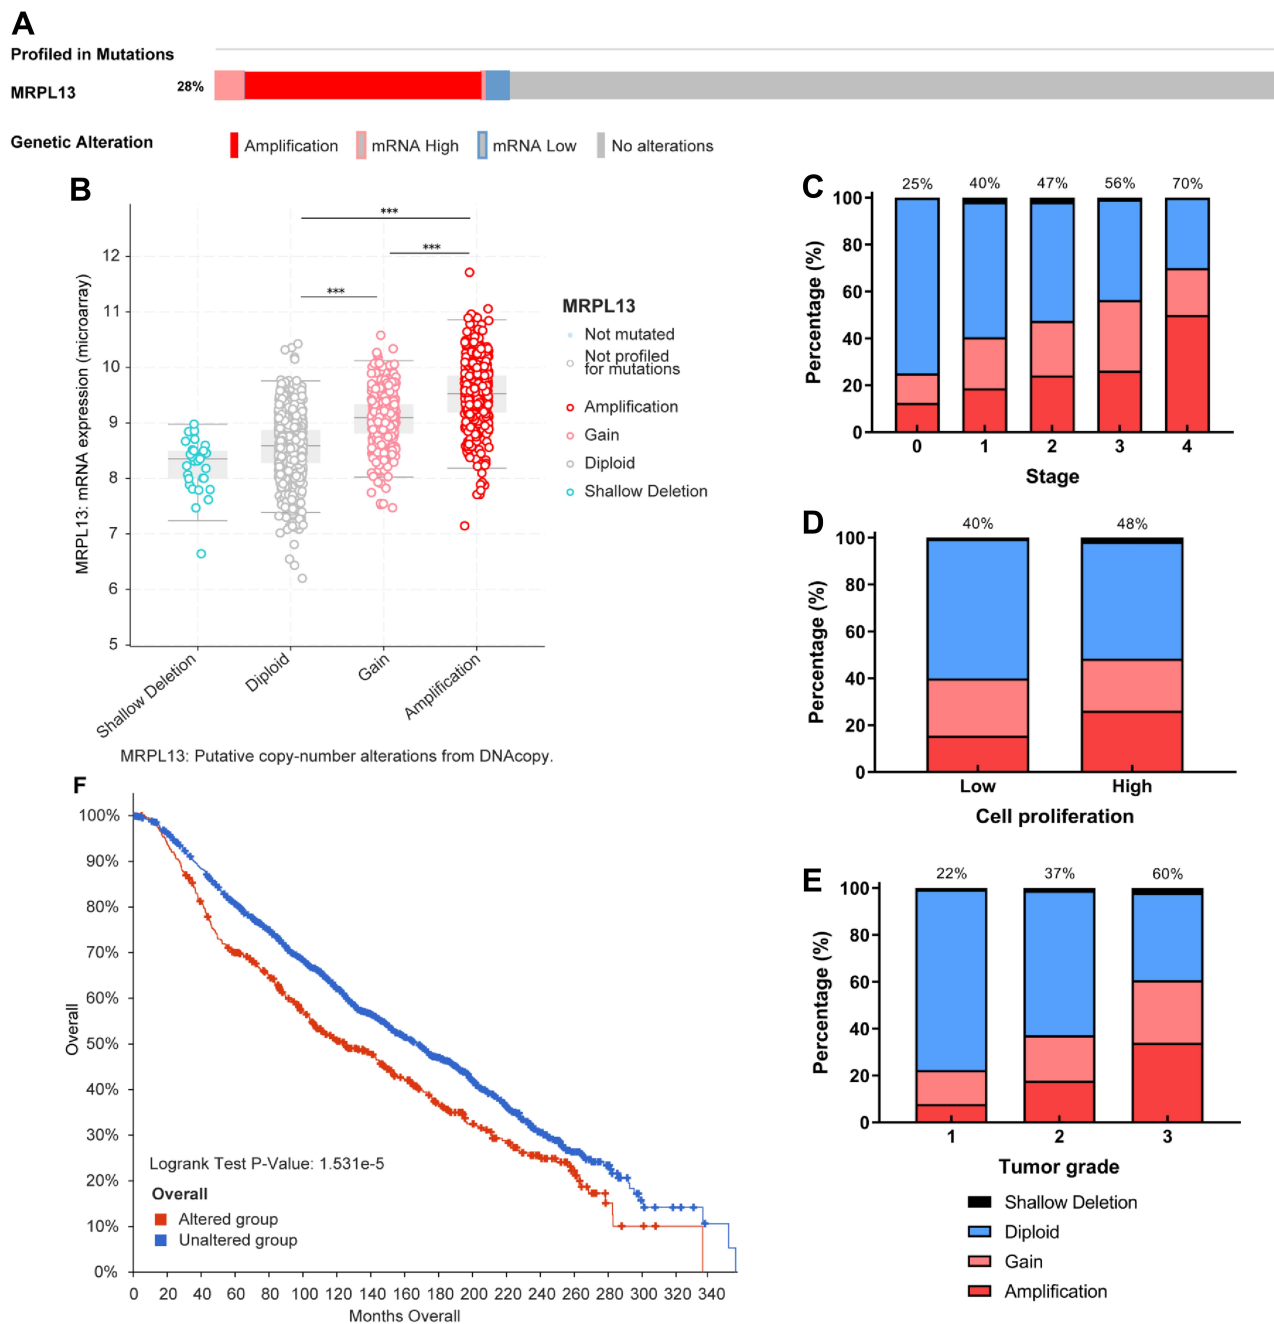 A
Profiled in Mutations
MRPL13 28%
Genetic Alteration Amplification mRNA High mRNA Low No alterations
B
MRPL13: mRNA expression (microarray)
12
11
10
9
8
7
6
5
***
***
***
Shallow Deletion
Diploid
Gain
Amplification
MRPL13: Putative copy-number alterations from DNAcopy.
MRPL13
Not mutated
Not profiled
for mutations
Amplification
Gain
Diploid
Shallow Deletion
C
25% 40% 47% 56% 70%
Percentage (%)
100
80
60
40
20
0
0 1 2 3 4
Stage
D
40% 48%
Percentage (%)
100
80
60
40
20
0
Low High
Cell proliferation
E
22% 37% 60%
Percentage (%)
100
80
60
40
20
0
1 2 3
Tumor grade
Shallow Deletion
Diploid
Gain
Amplification
F
Overall
100%
90%
80%
70%
60%
50%
40%
30%
20%
10%
0%
Logrank Test P-Value: 1.531e-5
Overall
Altered group
Unaltered group
0 20 40 60 80 100 120 140 160 180 200 220 240 260 280 300 320 340
Months Overall